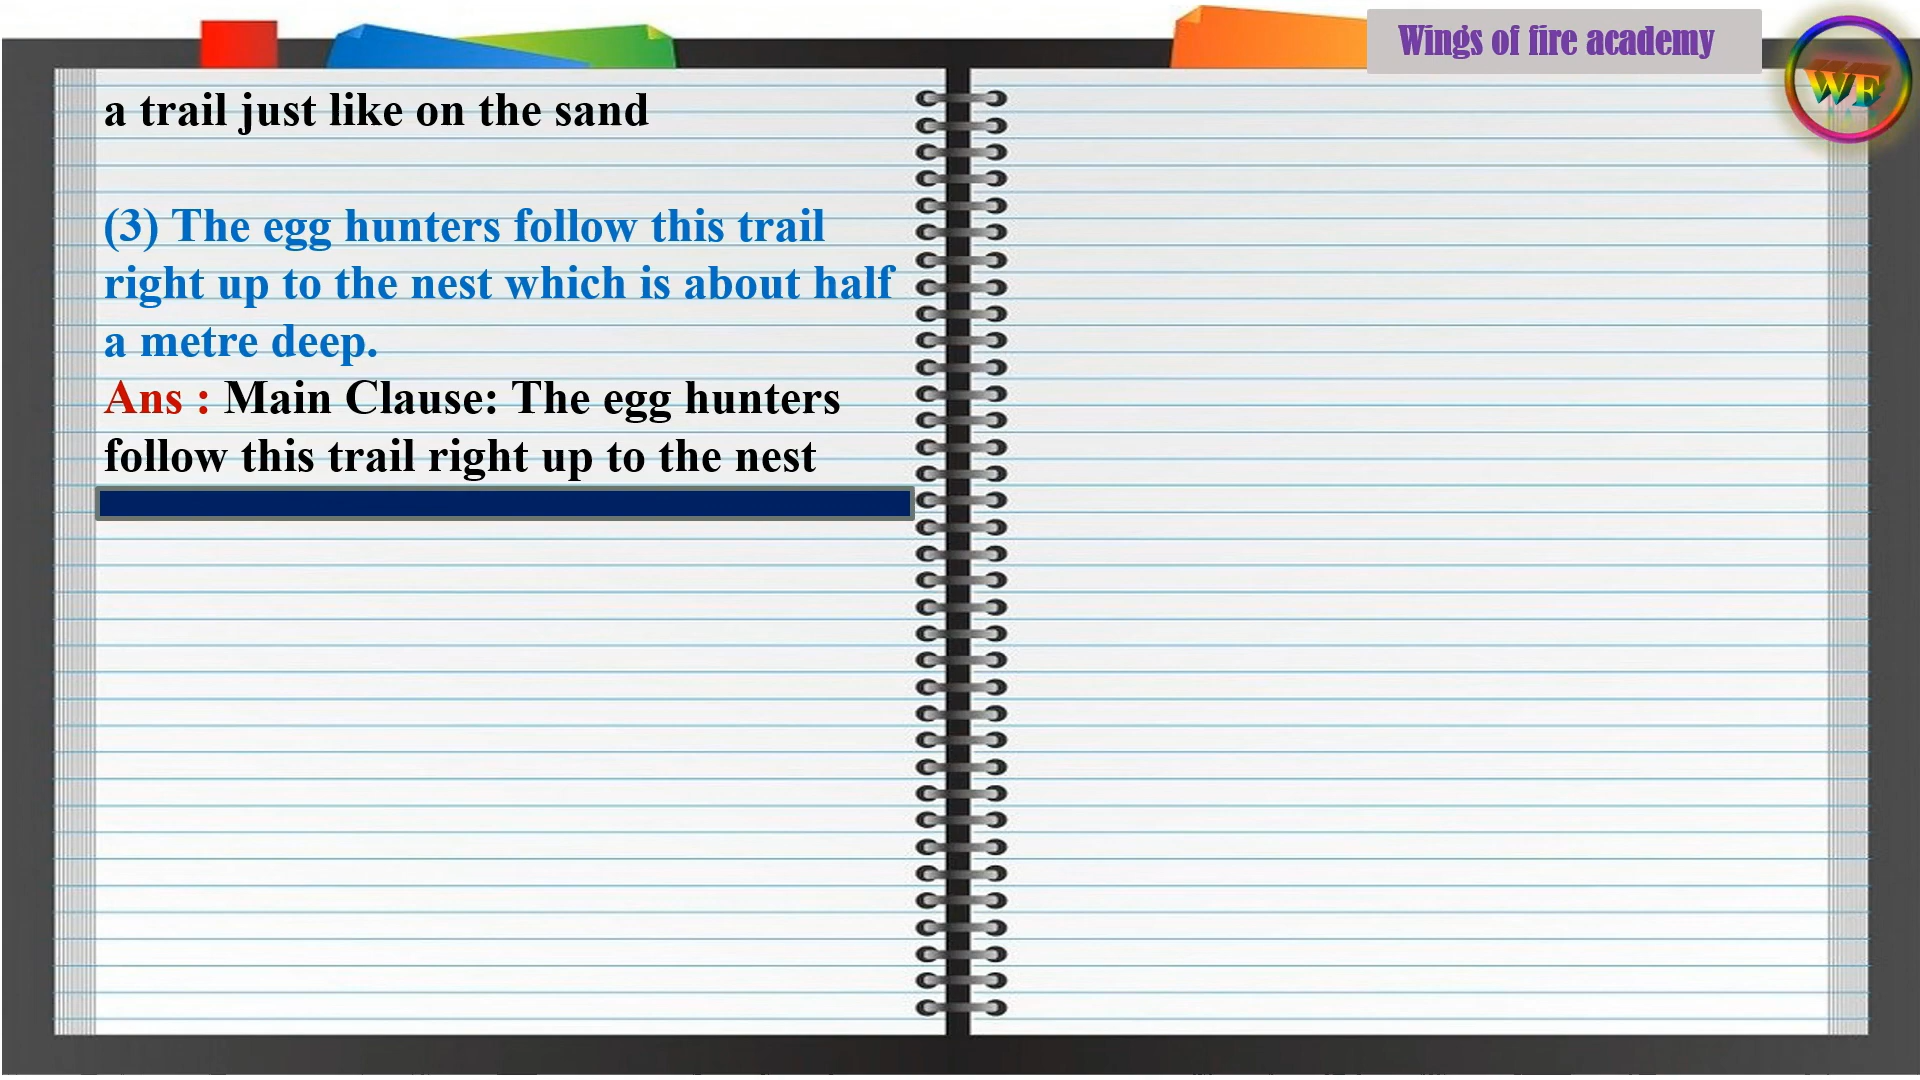 Wings of fire academy
WF
a trail just like on the sand
(3) The egg hunters follow this trail
right up to the nest which is about half
a metre deep.
Ans : Main Clause: The egg hunters
follow this trail right up to the nest